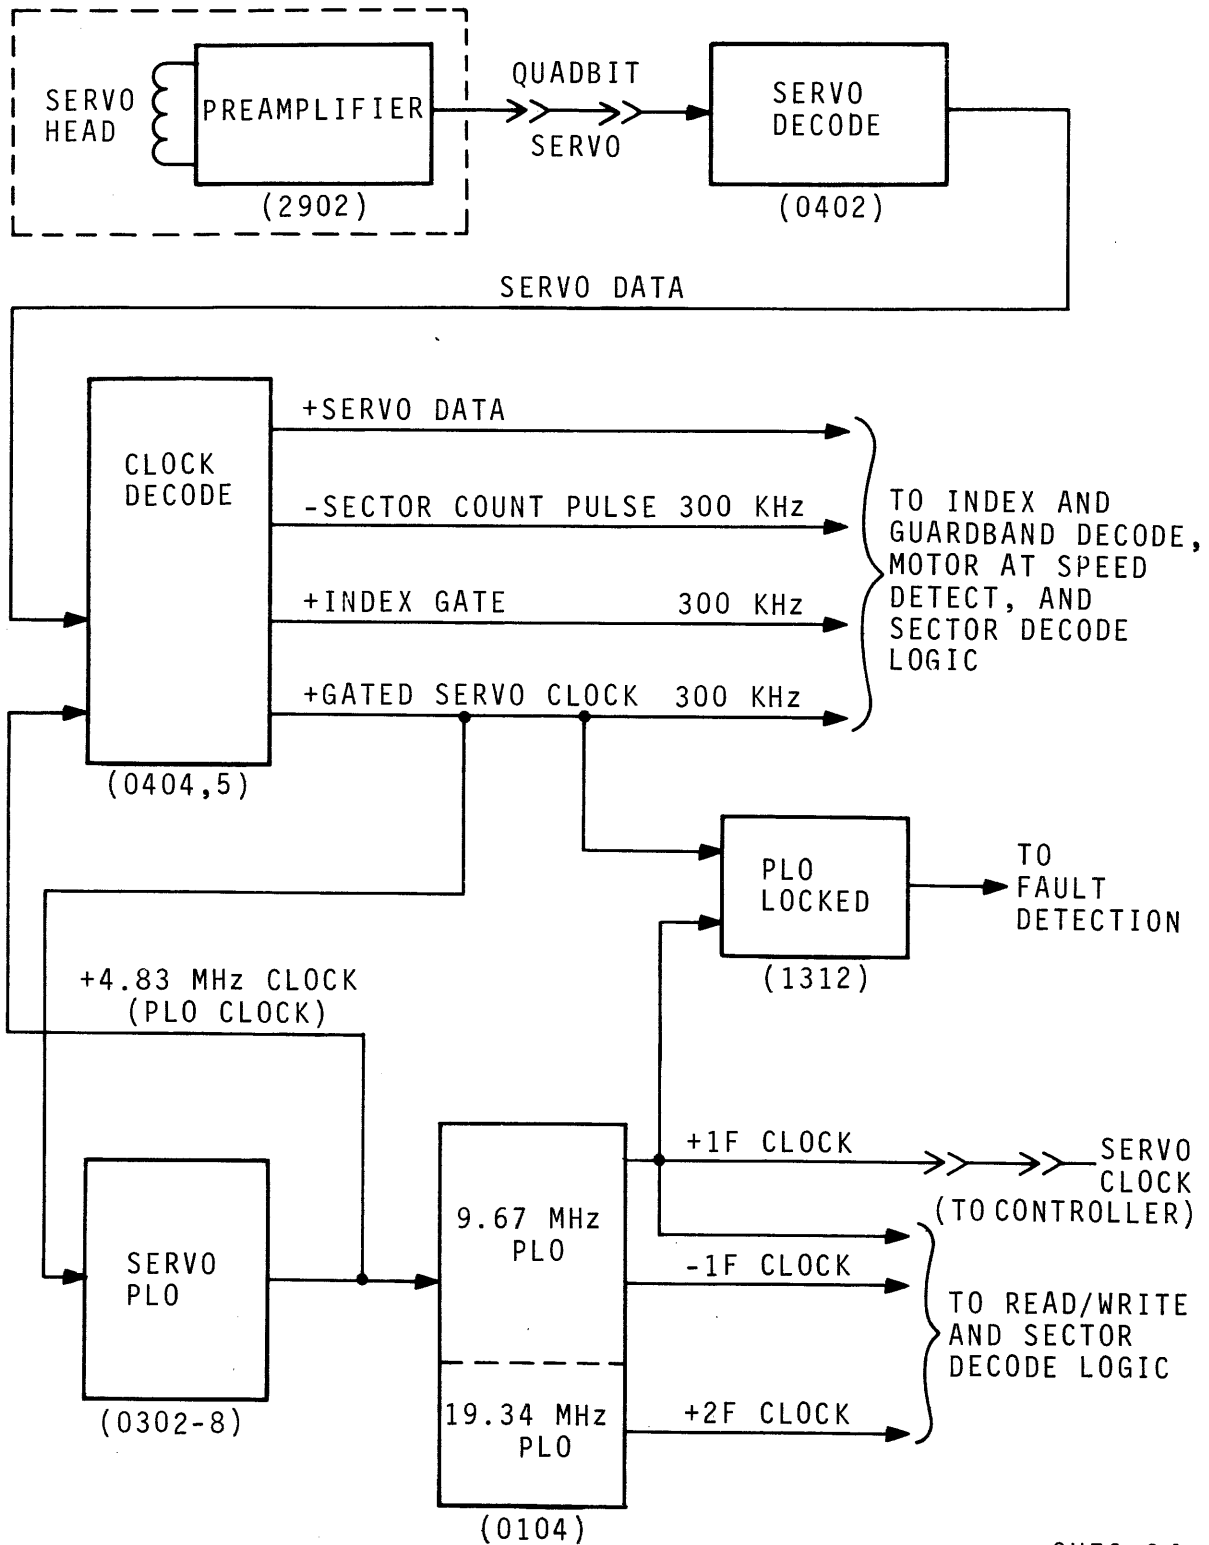 SERVO
HEAD
PREAMPLIFIER
(2902)
QUADBIT
SERVO
SERVO
DECODE
(0402)
SERVO DATA
CLOCK
DECODE
(0404,5)
+SERVO DATA
-SECTOR COUNT PULSE 300 KHz
+INDEX GATE 300 KHz
+GATED SERVO CLOCK 300 KHz
TO INDEX AND
GUARDBAND DECODE,
MOTOR AT SPEED
DETECT, AND
SECTOR DECODE
LOGIC
PLO
LOCKED
(1312)
TO
FAULT
DETECTION
+4.83 MHz CLOCK
(PLO CLOCK)
SERVO
PLO
(0302-8)
9.67 MHz
PLO
19.34 MHz
PLO
(0104)
+1F CLOCK
SERVO
CLOCK
(TO CONTROLLER)
-1F CLOCK
+2F CLOCK
TO READ/WRITE
AND SECTOR
DECODE LOGIC